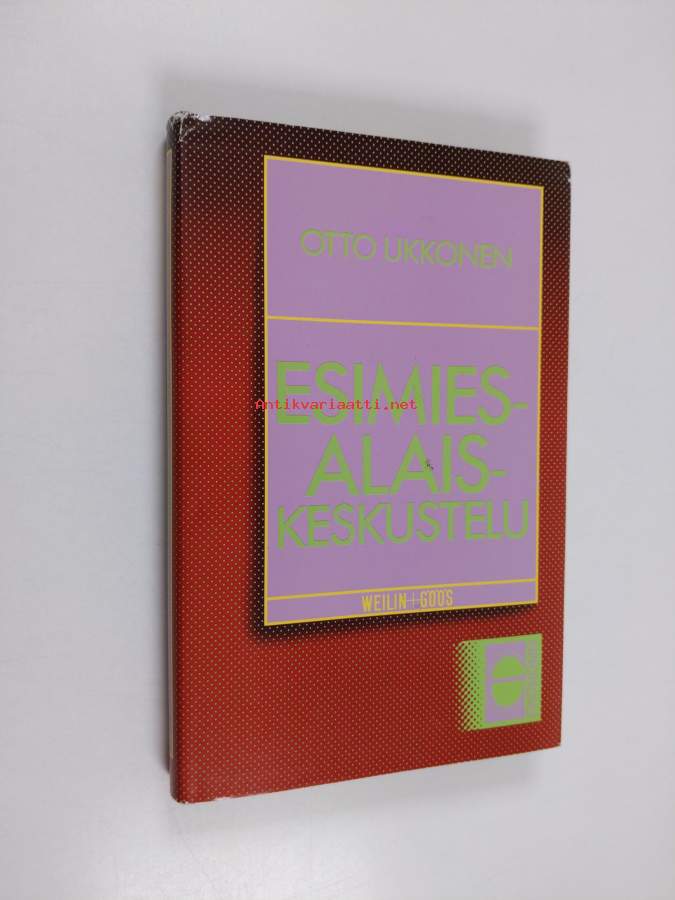 OTTO UKKONEN
ESIMIES-
Antikvariaatti.net
ALAIS-
KESKUSTELU
WEILIN+GÖÖS
e